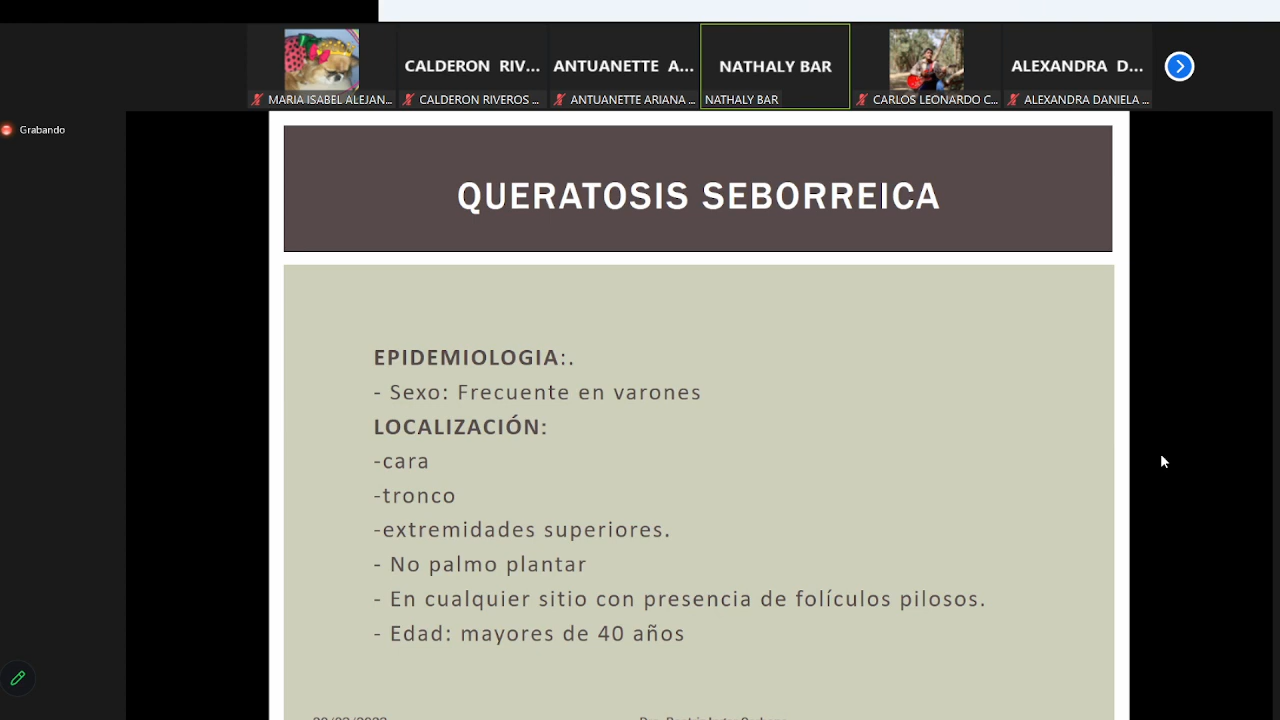 CALDERON RIV...
ANTUANETTE A...
NATHALY BAR
ALEXANDRA D...
MARIA ISABEL ALEJAN...
CALDERON RIVEROS ...
ANTUANETTE ARIANA ...
NATHALY BAR
CARLOS LEONARDO C...
ALEXANDRA DANIELA ...
Grabando
QUERATOSIS SEBORREICA
EPIDEMIOLOGIA:.
- Sexo: Frecuente en varones
LOCALIZACIÓN:
-cara
-tronco
-extremidades superiores.
- No palmo plantar
- En cualquier sitio con presencia de folículos pilosos.
- Edad: mayores de 40 años